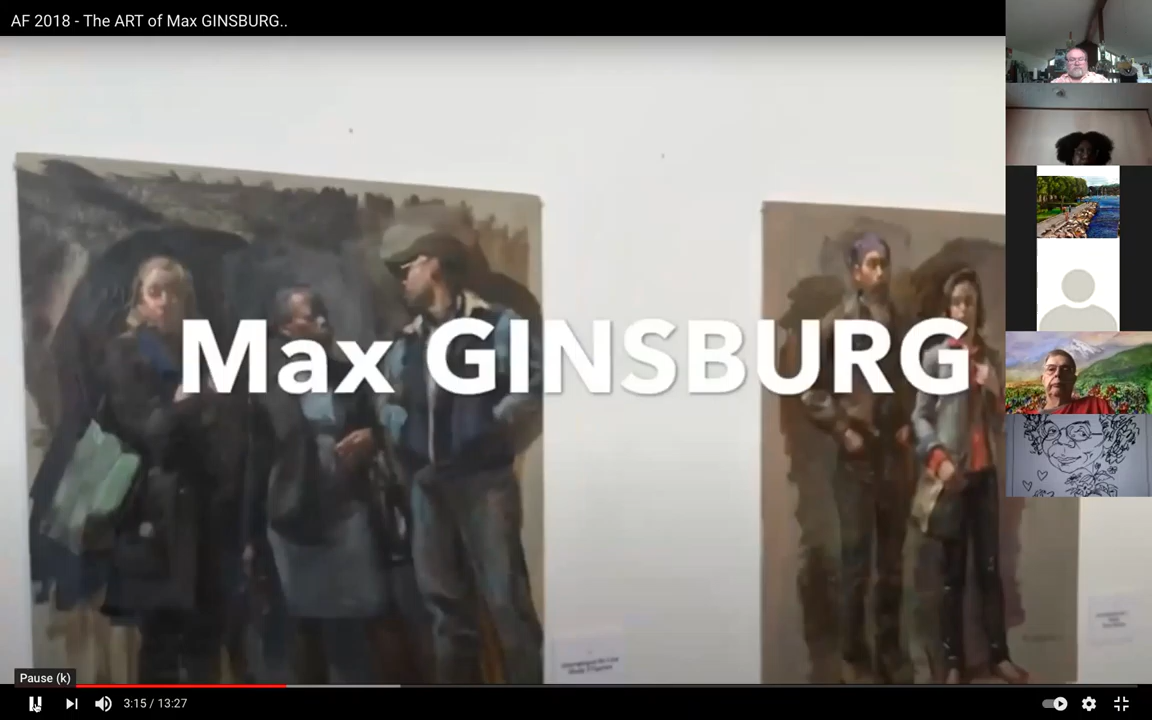 AF 2018 - The ART of Max GINSBURG..
Max GINSBURG
Pause (k)
3:15 / 13:27